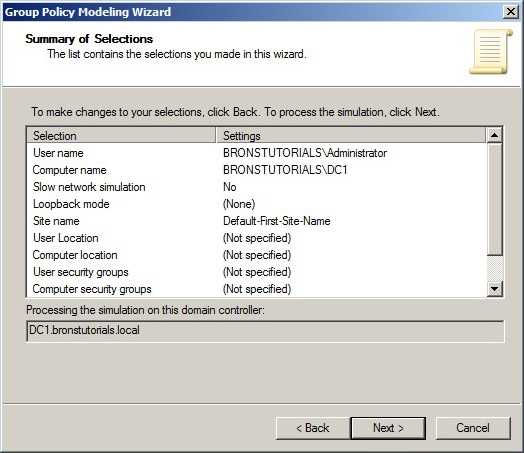 Group Policy Modeling Wizard
Summary of Selections
The list contains the selections you made in this wizard.
To make changes to your selections, click Back. To process the simulation, click Next.
Selection Settings
User name BRONSTUTORIALS\Administrator
Computer name BRONSTUTORIALS\DC1
Slow network simulation No
Loopback mode (None)
Site name Default-First-Site-Name
User Location (Not specified)
Computer location (Not specified)
User security groups (Not specified)
Computer security groups (Not specified)
Processing the simulation on this domain controller:
DC1.bronstutorials.local
< Back Next > Cancel